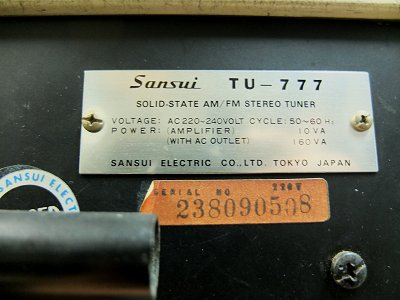 Sansui TU-777
SOLID-STATE AM/FM STEREO TUNER
VOLTAGE: AC220~240VOLT CYCLE: 50~60Hz
POWER: (AMPLIFIER) 10VA
(WITH AC OUTLET) 160VA
SANSUI ELECTRIC CO., LTD. TOKYO JAPAN
SANSUI ELECT
SERIAL NO 220V
238090508